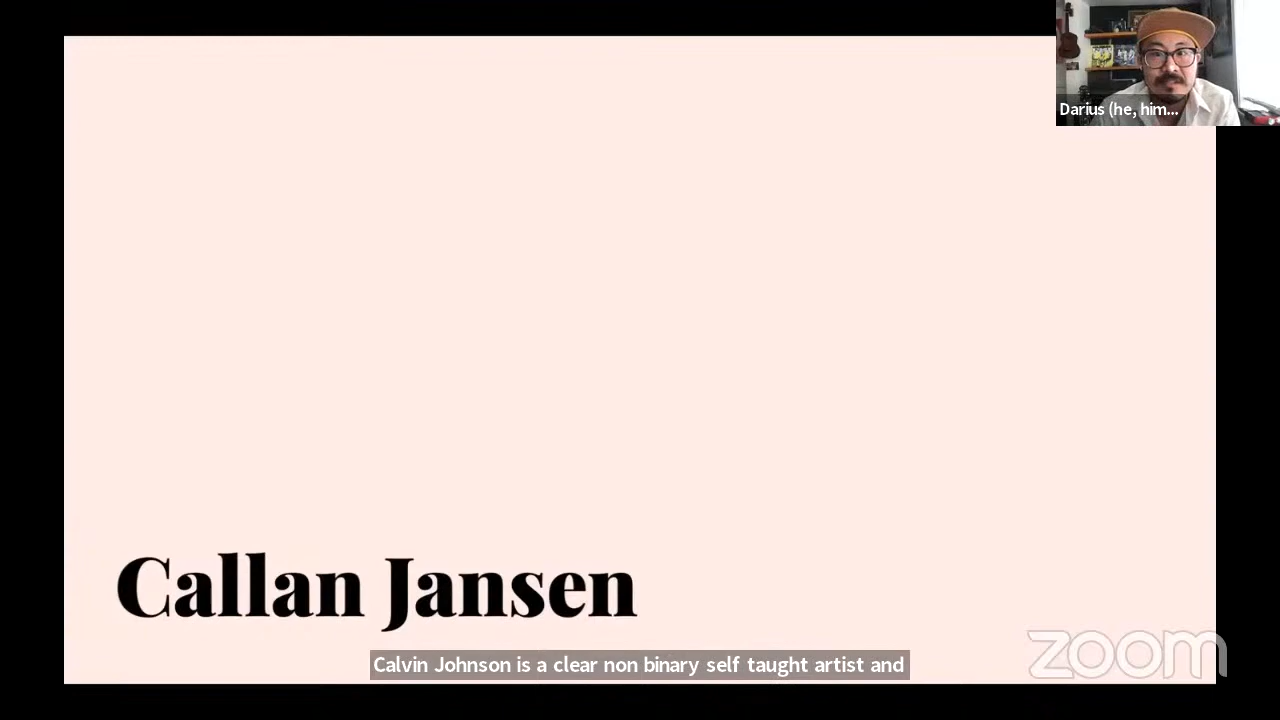 Darius (he, him...
Callan Jansen
Calvin Johnson is a clear non binary self taught artist and
zoom